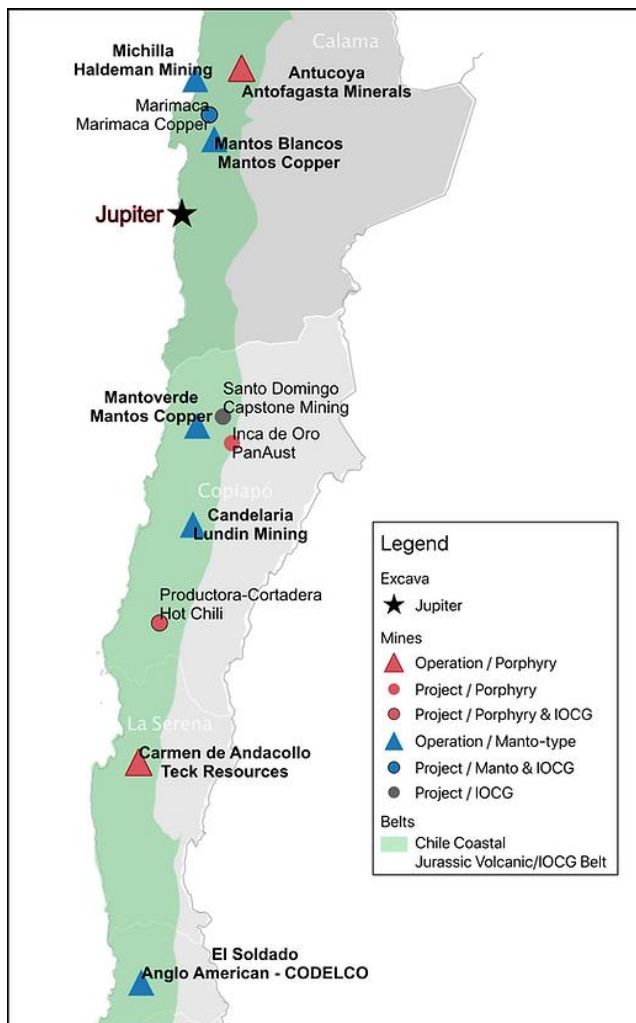 Calama
Michilla
Haldeman Mining
Antucoya
Antofagasta Minerals
Marimaca
Marimaca Copper
Mantos Blancos
Mantos Copper
Jupiter
Mantoverde
Mantos Copper
Santo Domingo
Capstone Mining
Inca de Oro
PanAust
Copiapó
Candelaria
Lundin Mining
Productora-Cortadera
Hot Chili
La Serena
Carmen de Andacollo
Teck Resources
El Soldado
Anglo American - CODELCO
Legend
Excava
Jupiter
Mines
Operation / Porphyry
Project / Porphyry
Project / Porphyry & IOCG
Operation / Manto-type
Project / Manto & IOCG
Project / IOCG
Belts
Chile Coastal
Jurassic Volcanic/IOCG Belt